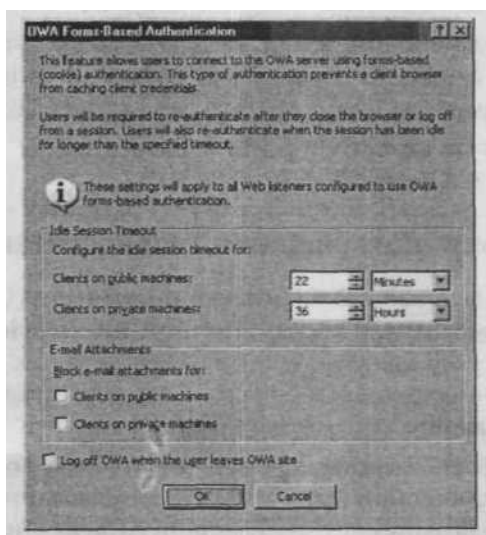 OWA Forms-Based Authentication
This feature allows users to connect to the OWA server using forms-based
(cookie) authentication. This type of authentication prevents a client browser
from caching client credentials.
Users will be required to re-authenticate after they close the browser or log off
from a session. Users will also re-authenticate when the session has been idle
for longer than the specified timeout.
These settings will apply to all Web listeners configured to use OWA
forms-based authentication.
Idle Session Timeout
Configure the idle session timeout for:
Clients on public machines: 22 Minutes
Clients on private machines: 36 Hours
E-mail Attachments
Block e-mail attachments for:
Clients on public machines
Clients on private machines
Log off OWA when the user leaves OWA site
OK Cancel